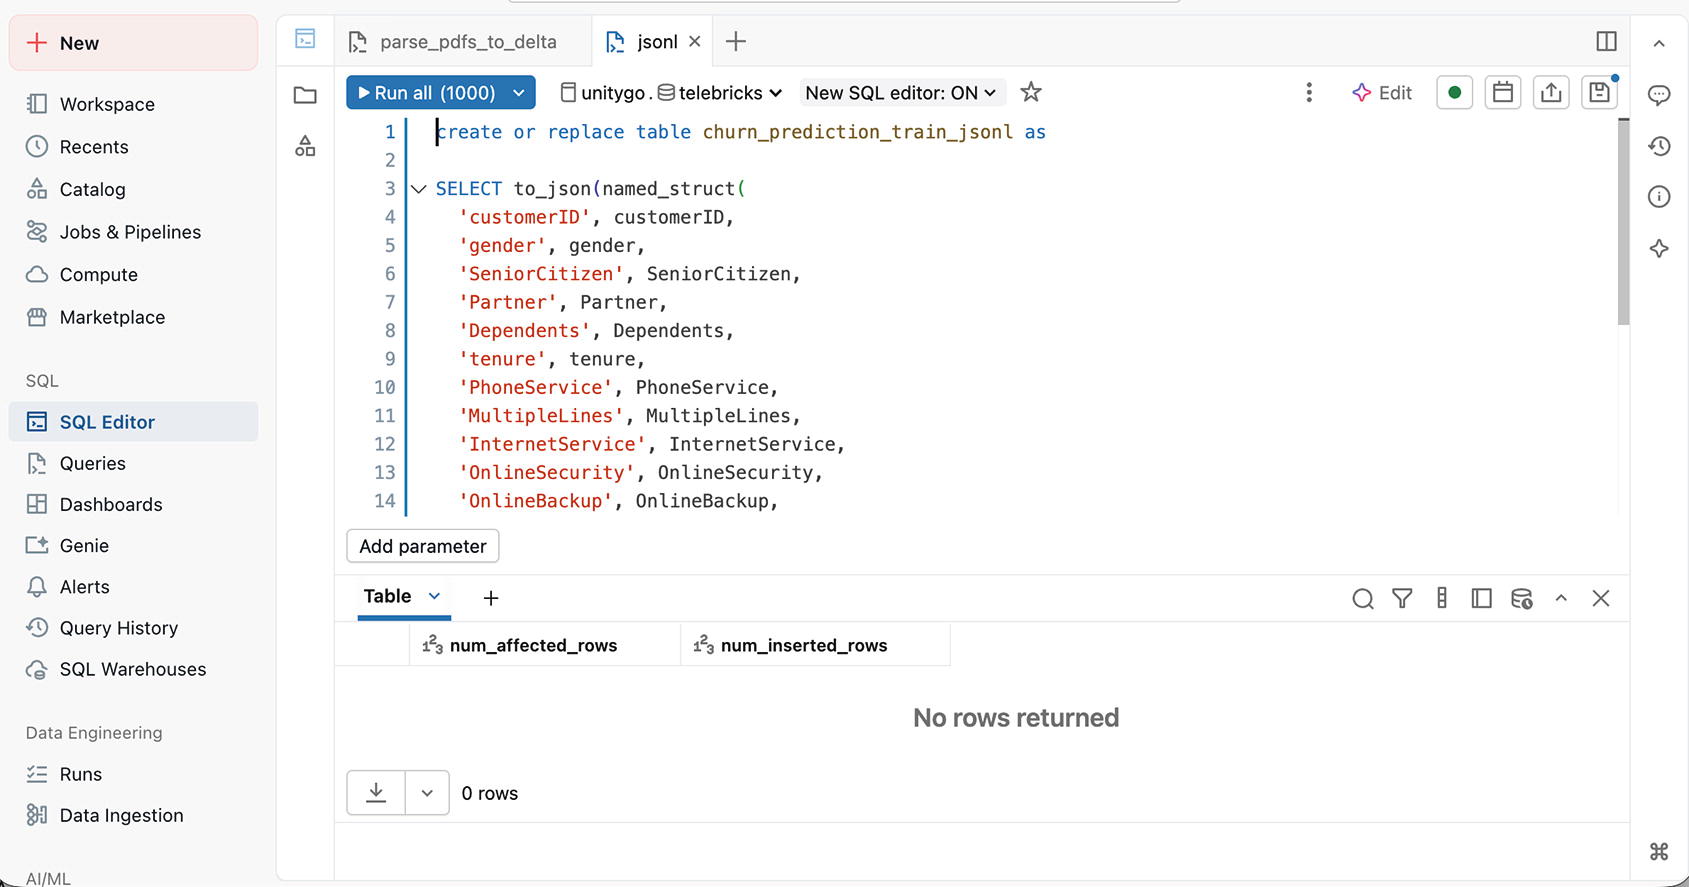 New
Workspace
Recents
Catalog
Jobs & Pipelines
Compute
Marketplace
SQL
SQL Editor
Queries
Dashboards
Genie
Alerts
Query History
SQL Warehouses
Data Engineering
Runs
Data Ingestion
AI/ML
parse_pdfs_to_delta
jsonl
Run all (1000)
unitygo . telebricks
New SQL editor: ON
Edit
1 create or replace table churn_prediction_train_jsonl as
2
3 SELECT to_json(named_struct(
4 'customerID', customerID,
5 'gender', gender,
6 'SeniorCitizen', SeniorCitizen,
7 'Partner', Partner,
8 'Dependents', Dependents,
9 'tenure', tenure,
10 'PhoneService', PhoneService,
11 'MultipleLines', MultipleLines,
12 'InternetService', InternetService,
13 'OnlineSecurity', OnlineSecurity,
14 'OnlineBackup', OnlineBackup,
Add parameter
Table
123 num_affected_rows
123 num_inserted_rows
No rows returned
0 rows